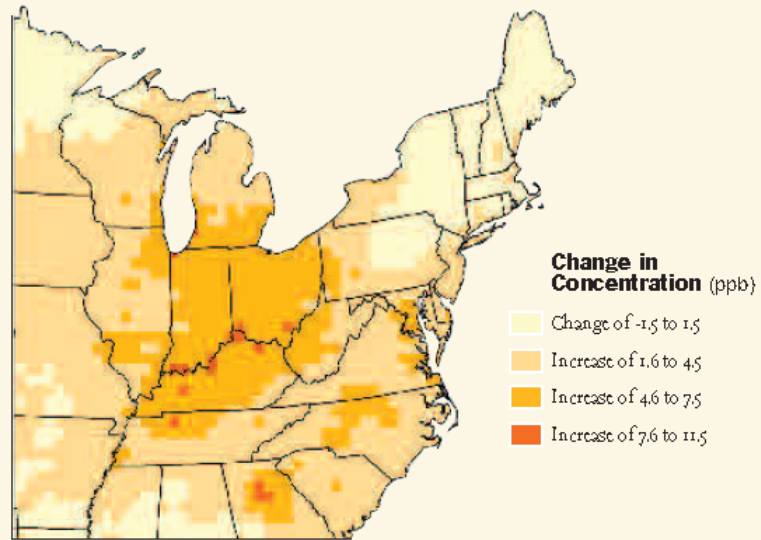 Change in
Concentration (ppb)
Change of -1.5 to 1.5
Increase of 1.6 to 4.5
Increase of 4.6 to 7.5
Increase of 7.6 to 11.5